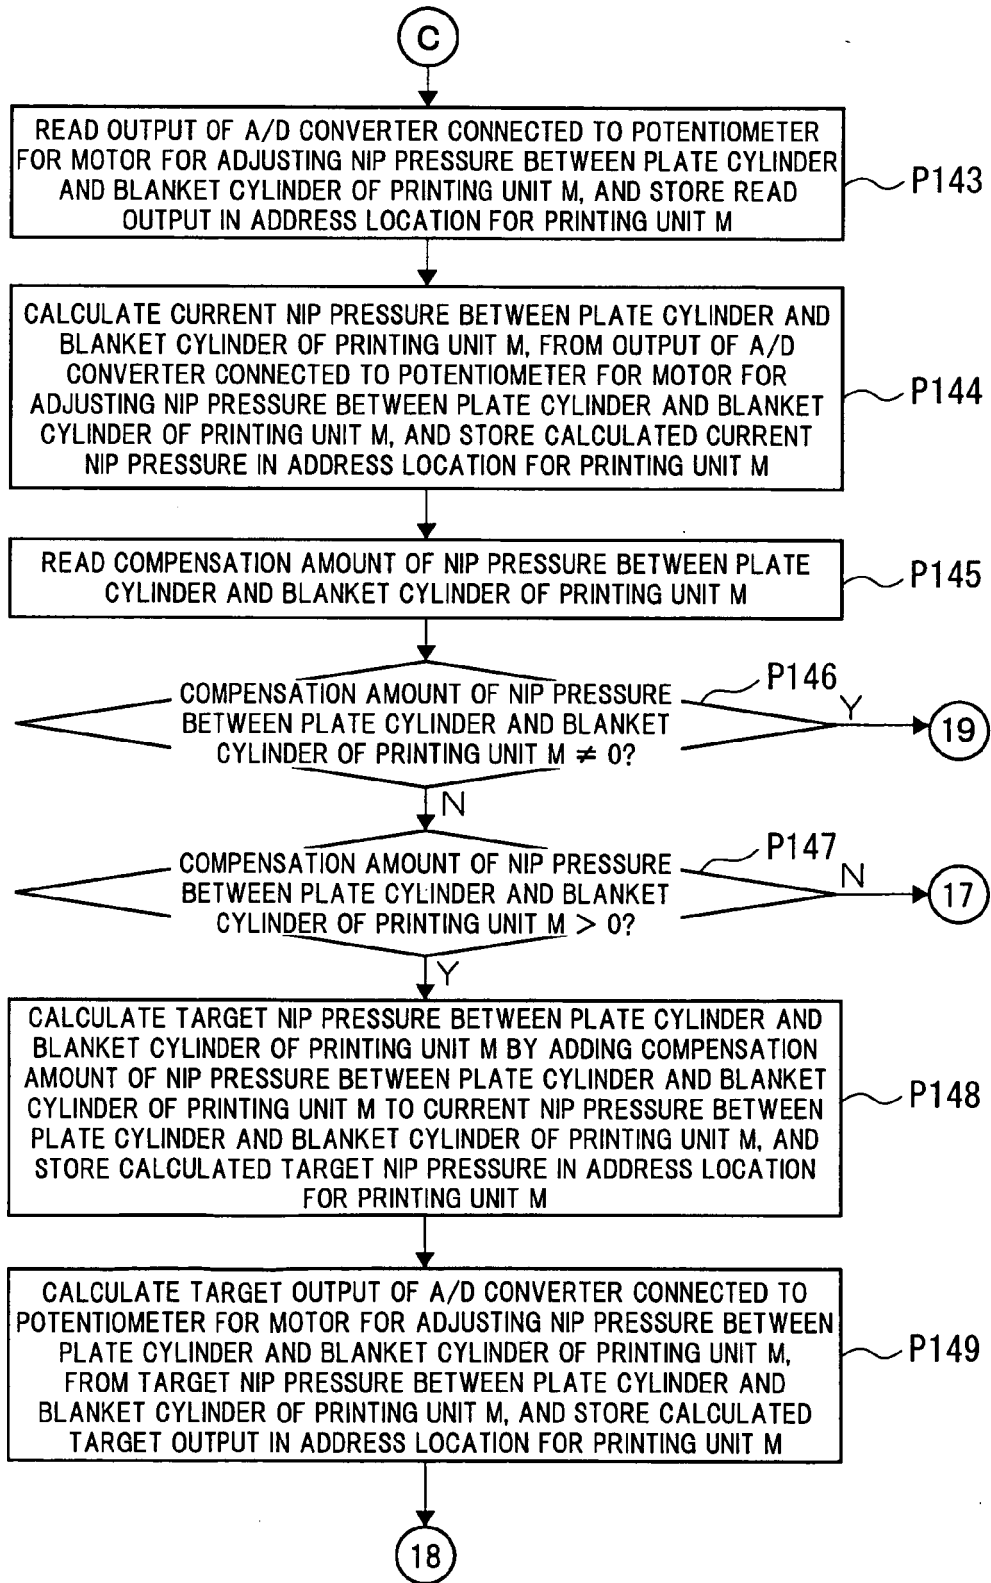 C
READ OUTPUT OF A/D CONVERTER CONNECTED TO POTENTIOMETER
FOR MOTOR FOR ADJUSTING NIP PRESSURE BETWEEN PLATE CYLINDER
AND BLANKET CYLINDER OF PRINTING UNIT M, AND STORE READ
OUTPUT IN ADDRESS LOCATION FOR PRINTING UNIT M
P143
CALCULATE CURRENT NIP PRESSURE BETWEEN PLATE CYLINDER AND
BLANKET CYLINDER OF PRINTING UNIT M, FROM OUTPUT OF A/D
CONVERTER CONNECTED TO POTENTIOMETER FOR MOTOR FOR
ADJUSTING NIP PRESSURE BETWEEN PLATE CYLINDER AND BLANKET
CYLINDER OF PRINTING UNIT M, AND STORE CALCULATED CURRENT
NIP PRESSURE IN ADDRESS LOCATION FOR PRINTING UNIT M
P144
READ COMPENSATION AMOUNT OF NIP PRESSURE BETWEEN PLATE
CYLINDER AND BLANKET CYLINDER OF PRINTING UNIT M
P145
COMPENSATION AMOUNT OF NIP PRESSURE
BETWEEN PLATE CYLINDER AND BLANKET
CYLINDER OF PRINTING UNIT M ≠ 0?
P146
Y
19
N
COMPENSATION AMOUNT OF NIP PRESSURE
BETWEEN PLATE CYLINDER AND BLANKET
CYLINDER OF PRINTING UNIT M > 0?
P147
N
17
Y
CALCULATE TARGET NIP PRESSURE BETWEEN PLATE CYLINDER AND
BLANKET CYLINDER OF PRINTING UNIT M BY ADDING COMPENSATION
AMOUNT OF NIP PRESSURE BETWEEN PLATE CYLINDER AND BLANKET
CYLINDER OF PRINTING UNIT M TO CURRENT NIP PRESSURE BETWEEN
PLATE CYLINDER AND BLANKET CYLINDER OF PRINTING UNIT M, AND
STORE CALCULATED TARGET NIP PRESSURE IN ADDRESS LOCATION
FOR PRINTING UNIT M
P148
CALCULATE TARGET OUTPUT OF A/D CONVERTER CONNECTED TO
POTENTIOMETER FOR MOTOR FOR ADJUSTING NIP PRESSURE BETWEEN
PLATE CYLINDER AND BLANKET CYLINDER OF PRINTING UNIT M,
FROM TARGET NIP PRESSURE BETWEEN PLATE CYLINDER AND
BLANKET CYLINDER OF PRINTING UNIT M, AND STORE CALCULATED
TARGET OUTPUT IN ADDRESS LOCATION FOR PRINTING UNIT M
P149
18